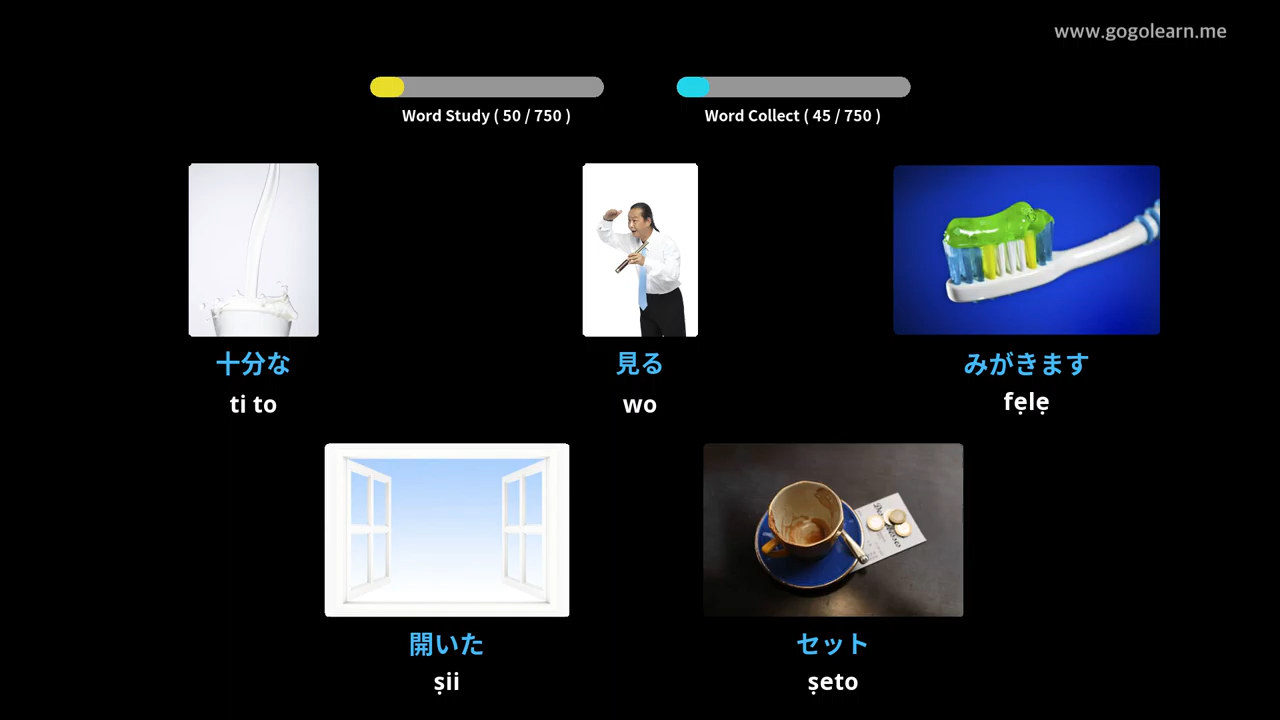 www.gogolearn.me
Word Study ( 50 / 750 )
Word Collect ( 45 / 750 )
十分な
ti to
見る
wo
みがきます
fẹlẹ
開いた
ṣii
セット
ṣeto